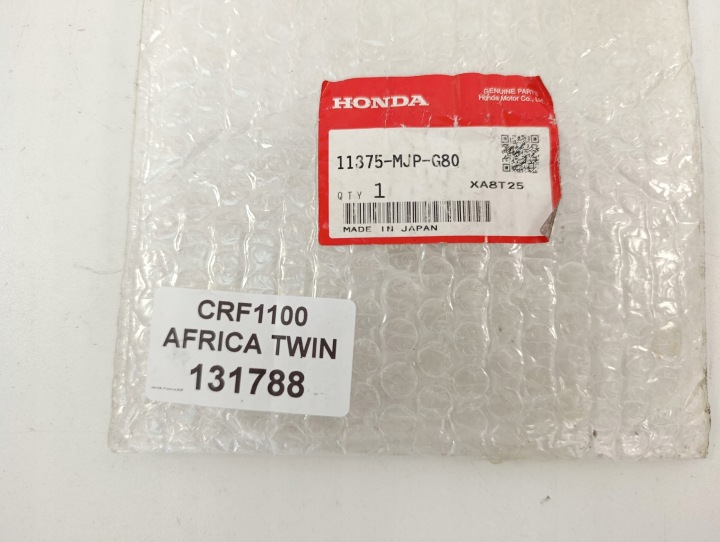 HONDA
GENUINE PARTS
Honda Motor Co., Ltd.
11375-MJP-G80
QTY 1
XA8T25
MADE IN JAPAN
CRF1100
AFRICA TWIN
131788